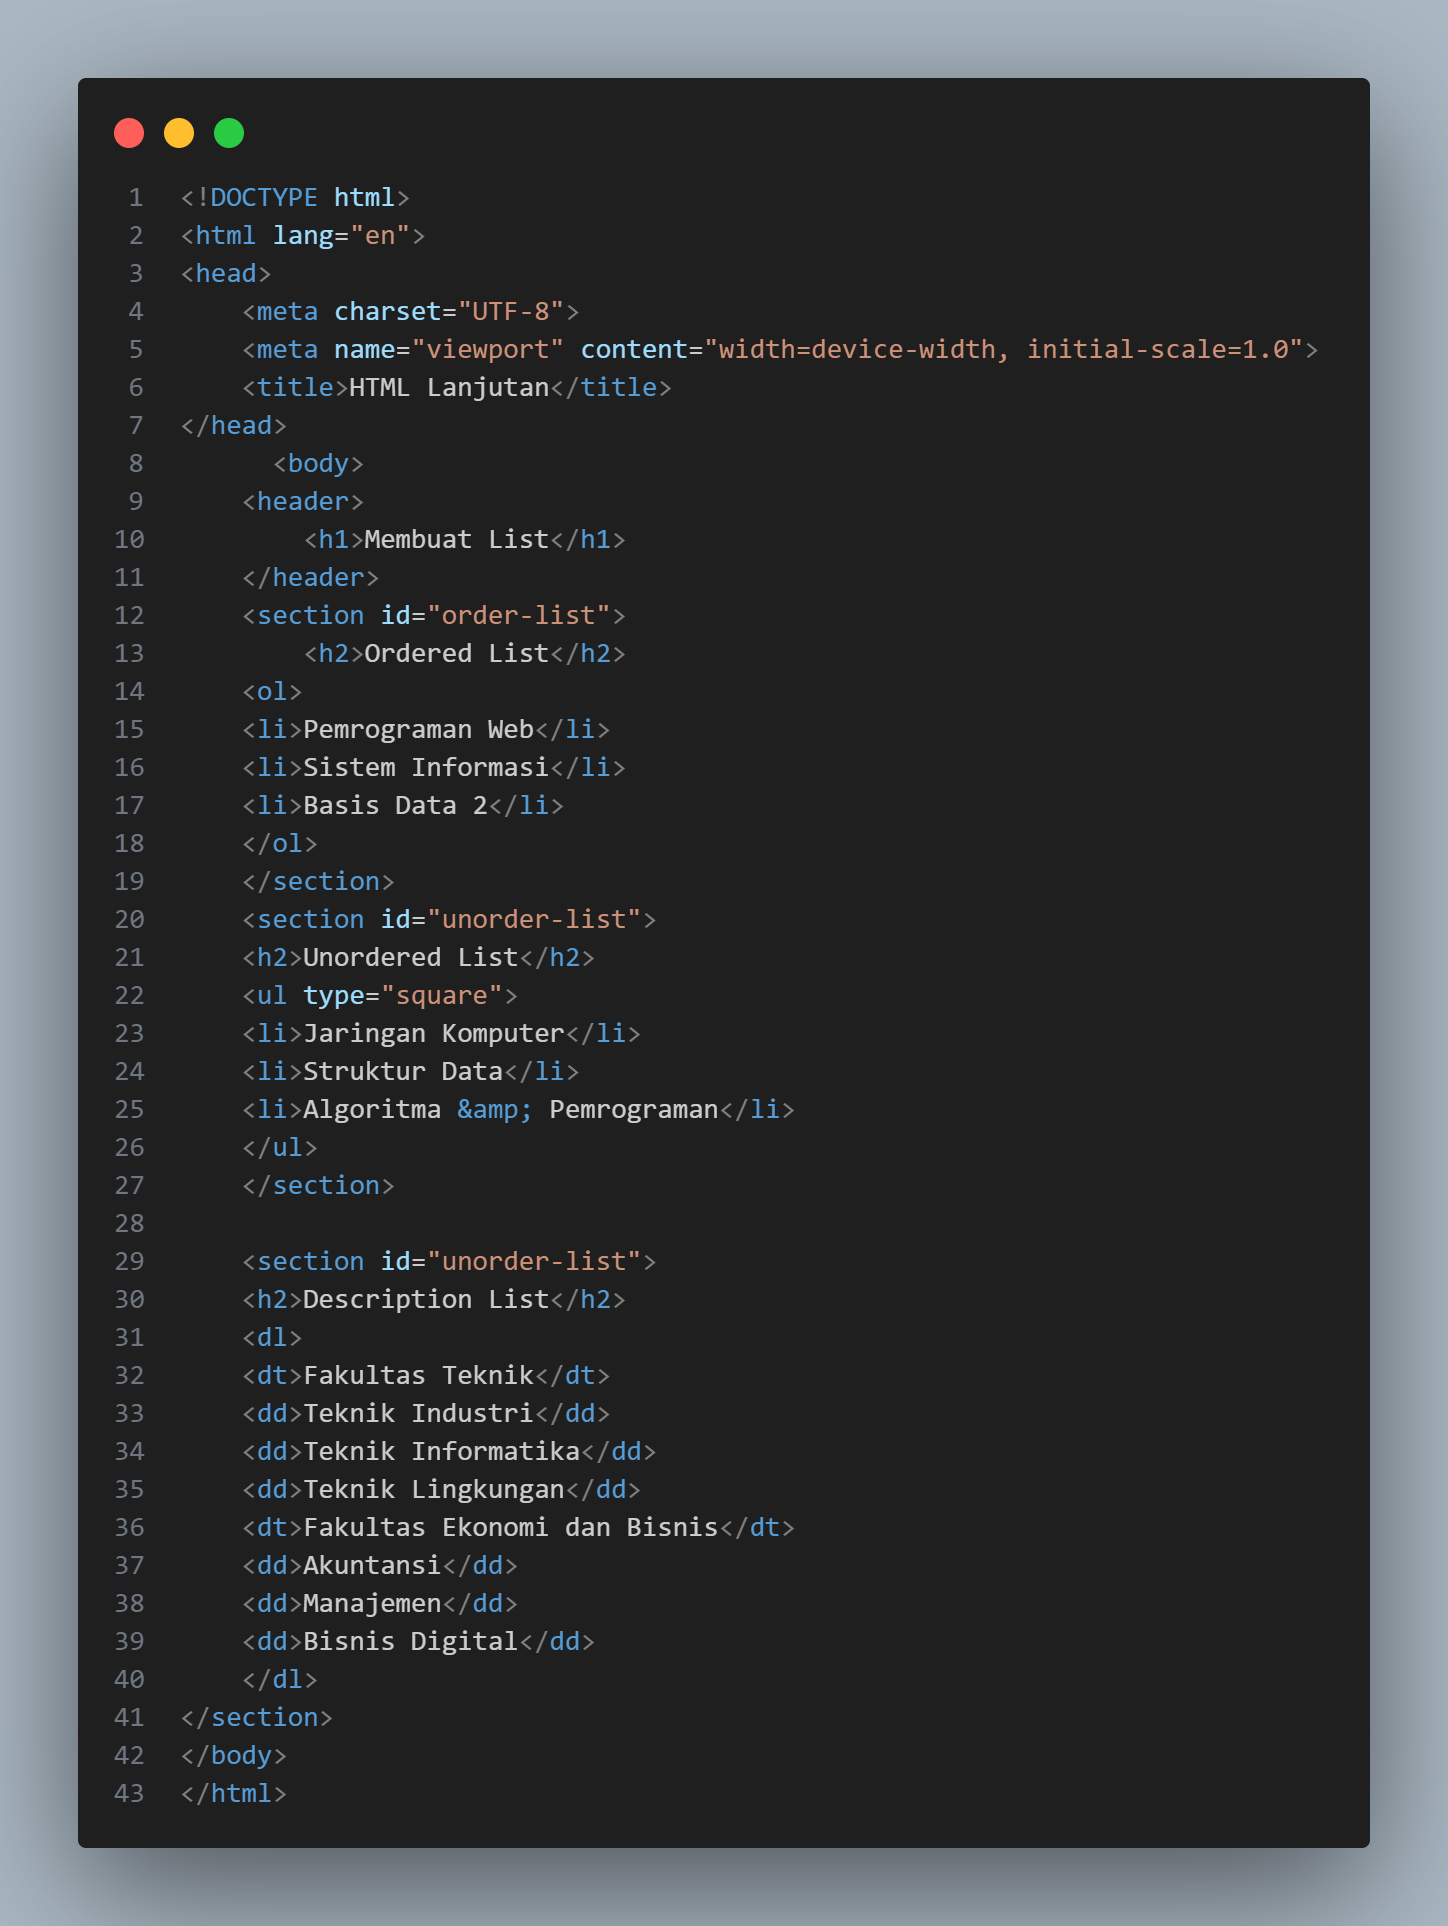 1 <!DOCTYPE html>
2 <html lang="en">
3 <head>
4     <meta charset="UTF-8">
5     <meta name="viewport" content="width=device-width, initial-scale=1.0">
6     <title>HTML Lanjutan</title>
7 </head>
8       <body>
9     <header>
10         <h1>Membuat List</h1>
11     </header>
12     <section id="order-list">
13         <h2>Ordered List</h2>
14     <ol>
15     <li>Pemrograman Web</li>
16     <li>Sistem Informasi</li>
17     <li>Basis Data 2</li>
18     </ol>
19     </section>
20     <section id="unorder-list">
21     <h2>Unordered List</h2>
22     <ul type="square">
23     <li>Jaringan Komputer</li>
24     <li>Struktur Data</li>
25     <li>Algoritma &amp; Pemrograman</li>
26     </ul>
27     </section>
28
29     <section id="unorder-list">
30     <h2>Description List</h2>
31     <dl>
32     <dt>Fakultas Teknik</dt>
33     <dd>Teknik Industri</dd>
34     <dd>Teknik Informatika</dd>
35     <dd>Teknik Lingkungan</dd>
36     <dt>Fakultas Ekonomi dan Bisnis</dt>
37     <dd>Akuntansi</dd>
38     <dd>Manajemen</dd>
39     <dd>Bisnis Digital</dd>
40     </dl>
41 </section>
42 </body>
43 </html>